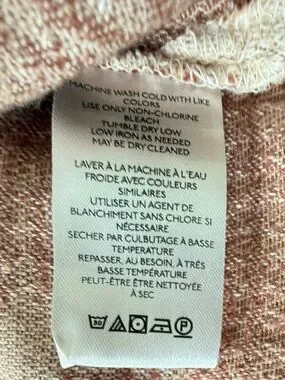 MACHINE WASH COLD WITH LIKE
COLORS
USE ONLY NON-CHLORINE
BLEACH
TUMBLE DRY LOW
LOW IRON AS NEEDED
MAY BE DRY CLEANED
LAVER À LA MACHINE À L'EAU
FROIDE AVEC COULEURS
SIMILAIRES
UTILISER UN AGENT DE
BLANCHIMENT SANS CHLORE SI
NÉCESSAIRE
SECHER PAR CULBUTAGE À BASSE
TEMPERATURE
REPASSER, AU BESOIN, À TRÈS
BASSE TEMPÉRATURE
PEUT-ÊTRE ÊTRE NETTOYÉE
À SEC
30 P